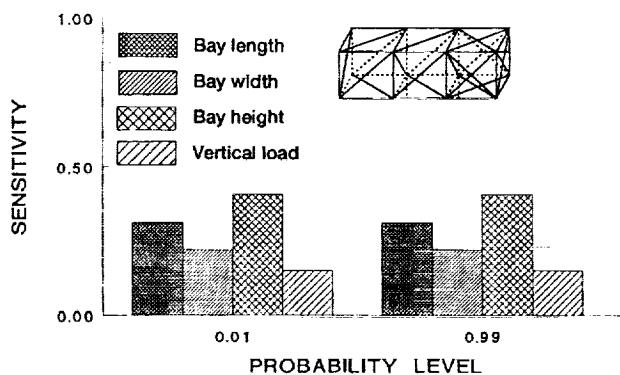 1.00
Bay length
Bay width
Bay height
Vertical load
0.50
0.00
SENSITIVITY
0.01 0.99
PROBABILITY LEVEL